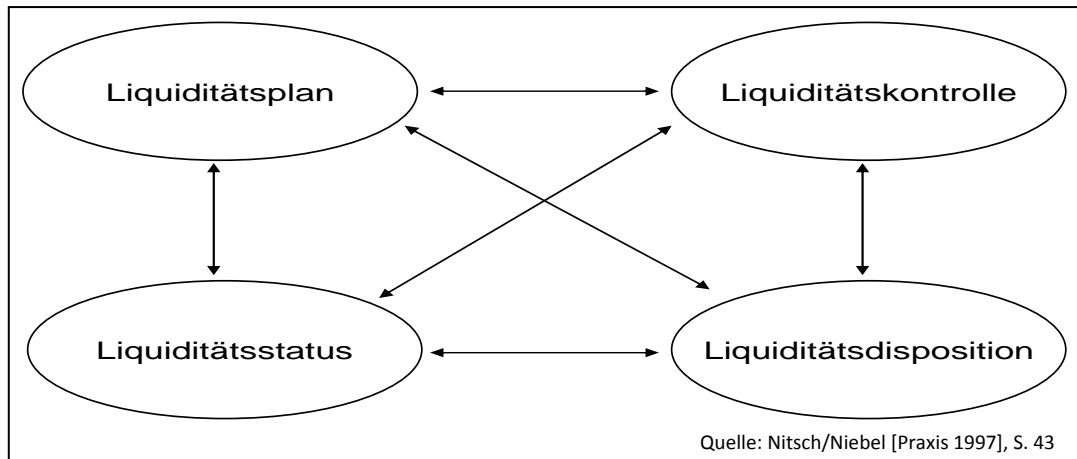 Liquiditätsplan
Liquiditätskontrolle
Liquiditätsstatus
Liquiditätsdisposition
Quelle: Nitsch/Niebel [Praxis 1997], S. 43